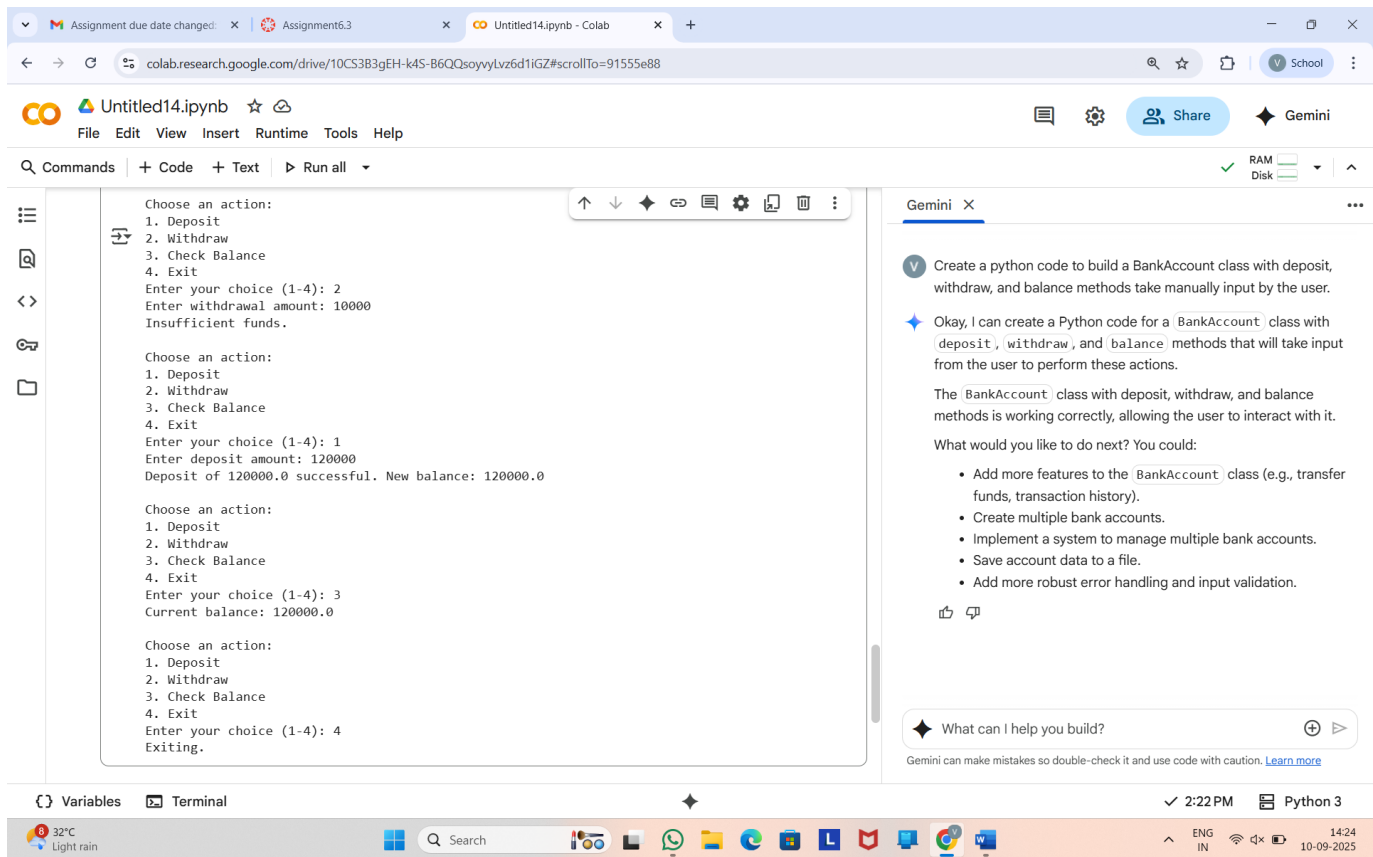 Assignment due date changed:
Assignment6.3
Untitled14.ipynb - Colab
colab.research.google.com/drive/10CS3B3gEH-k4S-B6QQsoyvyLvz6d1iGZ#scrollTo=91555e88
V School
CO Untitled14.ipynb
File Edit View Insert Runtime Tools Help
Share
Gemini
Commands + Code + Text Run all
RAM
Disk
Choose an action:
1. Deposit
2. Withdraw
3. Check Balance
4. Exit
Enter your choice (1-4): 2
Enter withdrawal amount: 10000
Insufficient funds.
Choose an action:
1. Deposit
2. Withdraw
3. Check Balance
4. Exit
Enter your choice (1-4): 1
Enter deposit amount: 120000
Deposit of 120000.0 successful. New balance: 120000.0
Choose an action:
1. Deposit
2. Withdraw
3. Check Balance
4. Exit
Enter your choice (1-4): 3
Current balance: 120000.0
Choose an action:
1. Deposit
2. Withdraw
3. Check Balance
4. Exit
Enter your choice (1-4): 4
Exiting.
Gemini
V Create a python code to build a BankAccount class with deposit,
withdraw, and balance methods take manually input by the user.
Okay, I can create a Python code for a BankAccount class with
deposit, withdraw, and balance methods that will take input
from the user to perform these actions.
The BankAccount class with deposit, withdraw, and balance
methods is working correctly, allowing the user to interact with it.
What would you like to do next? You could:
• Add more features to the BankAccount class (e.g., transfer
funds, transaction history).
• Create multiple bank accounts.
• Implement a system to manage multiple bank accounts.
• Save account data to a file.
• Add more robust error handling and input validation.
What can I help you build?
Gemini can make mistakes so double-check it and use code with caution. Learn more
{} Variables Terminal
2:22 PM Python 3
8 32°C
Light rain
Search
L
V
W
ENG
IN
14:24
10-09-2025